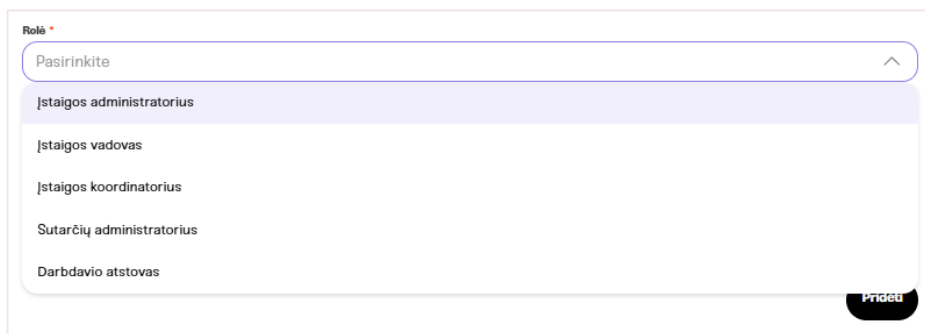 Rolė *
Pasirinkite
Įstaigos administratorius
Įstaigos vadovas
Įstaigos koordinatorius
Sutarčių administratorius
Darbdavio atstovas
Pridėti